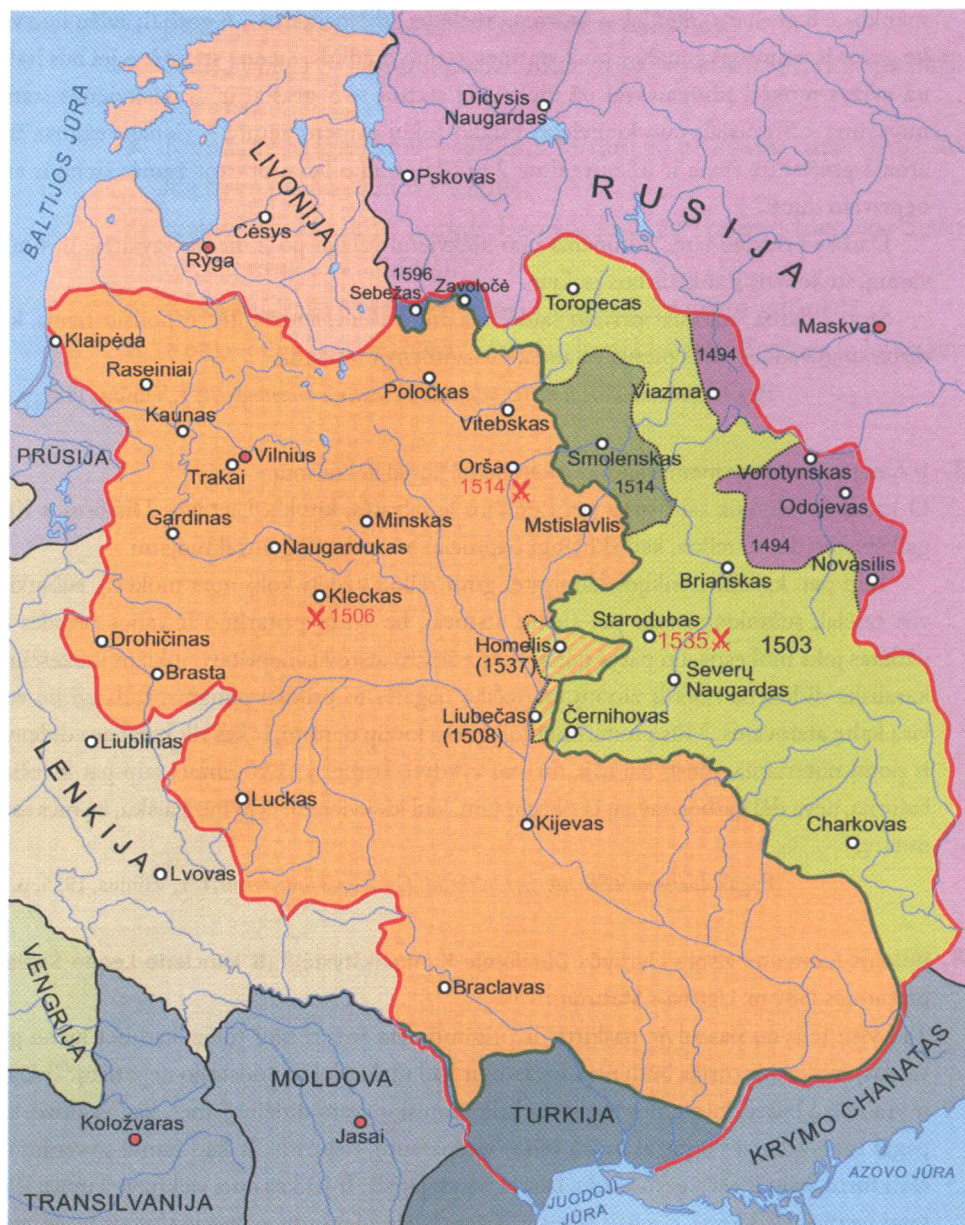 BALTIJOS JŪRA
LIVONIJA
Cėsys
Ryga
Didysis
Naugardas
Pskovas
RUSIJA
1596
Sebežas
Zavoločė
Toropecas
Maskva
Klaipėda
Raseiniai
Kaunas
Poločkas
Vitebskas
1494
Viazma
PRŪSIJA
Vilnius
Trakai
Orša
1514
Smolenskas
1514
Vorotynskas
Odojevas
1494
Gardinas
Minskas
Mstislavlis
Naugardukas
Brianskas
Novasilis
Kleckas
1506
Drohičinas
Brasta
Homelis
(1537)
Starodubas
1535
1503
Severų
Naugardas
Liubečas
(1508)
Černihovas
Liublinas
LENKIJA
Luckas
Kijevas
Charkovas
Lvovas
VENGRIJA
Braclavas
MOLDOVA
Koložvaras
Jasai
TURKIJA
KRYMO CHANATAS
TRANSILVANIJA
JUODOJI
JŪRA
AZOVO JŪRA